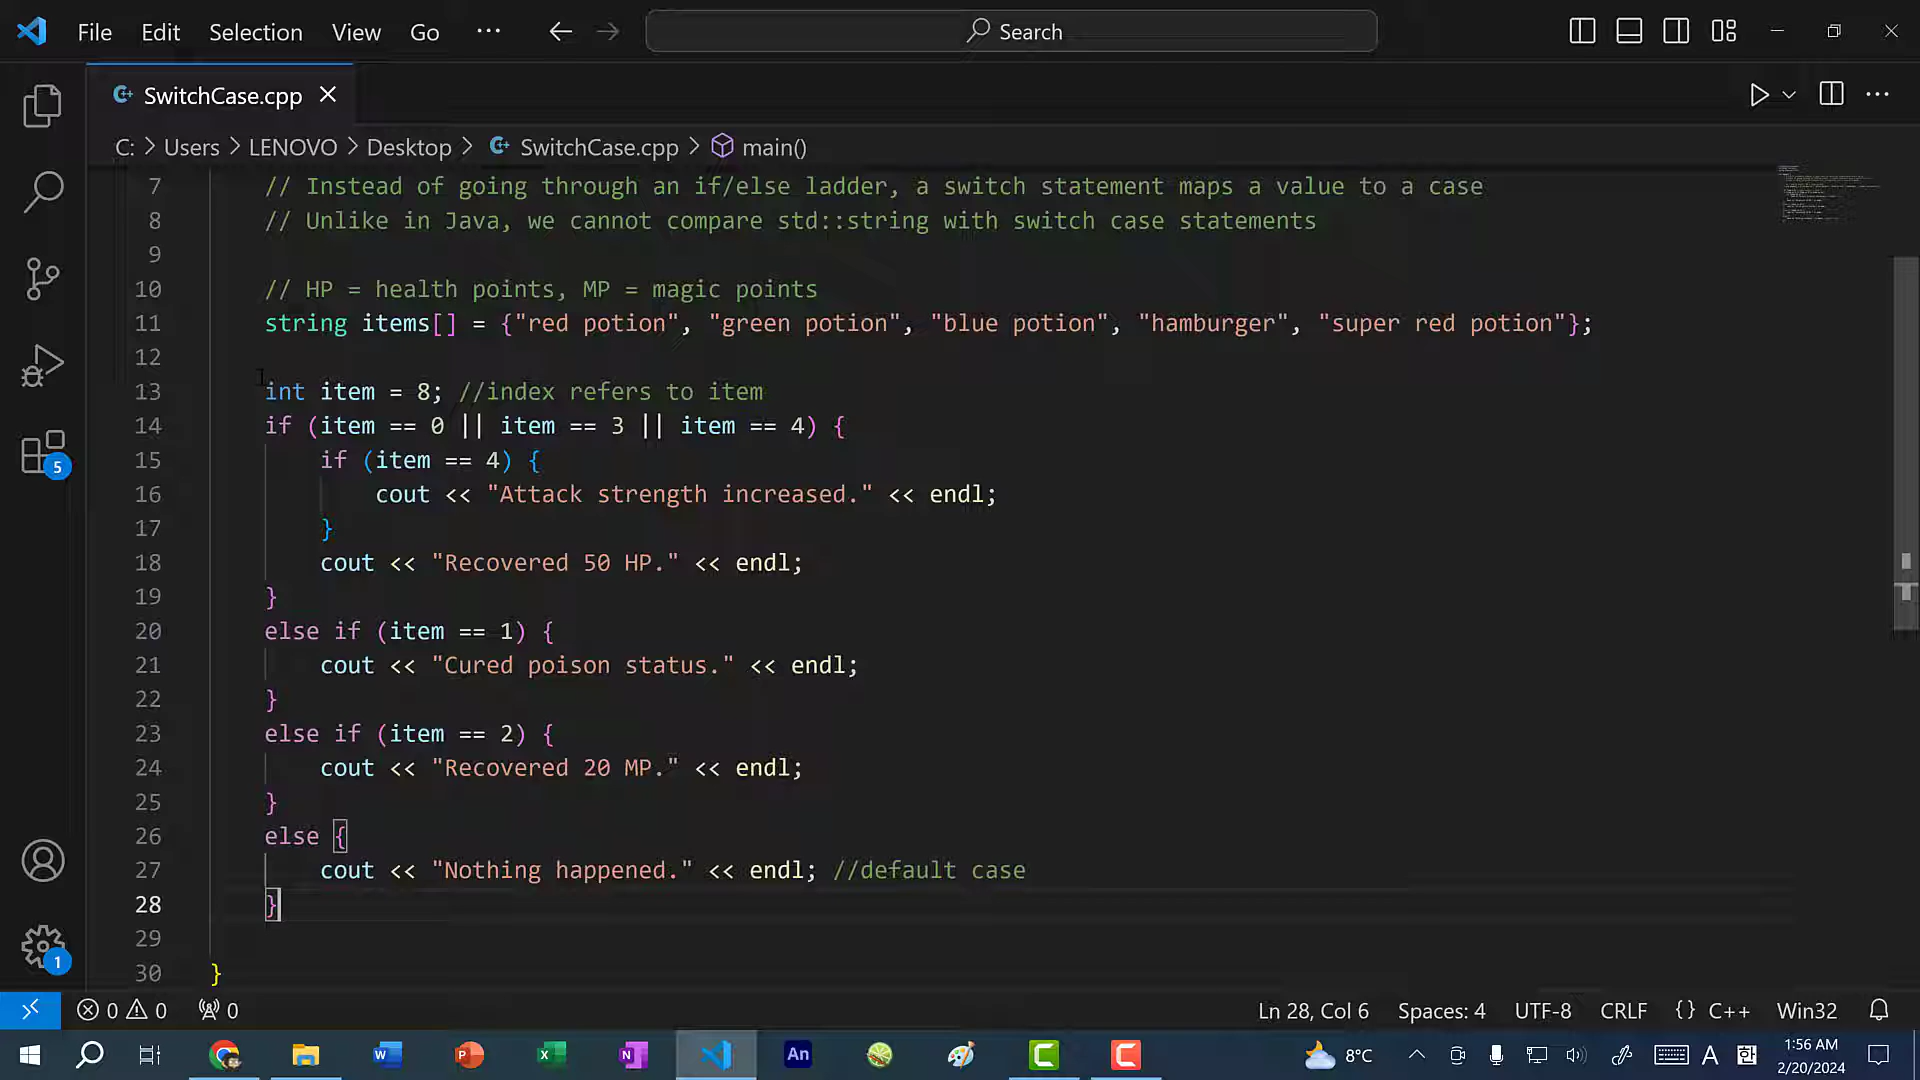 File Edit Selection View Go ··· Search
SwitchCase.cpp
C: > Users > LENOVO > Desktop > SwitchCase.cpp > main()
7 // Instead of going through an if/else ladder, a switch statement maps a value to a case
8 // Unlike in Java, we cannot compare std::string with switch case statements
9
10 // HP = health points, MP = magic points
11 string items[] = {"red potion", "green potion", "blue potion", "hamburger", "super red potion"};
12
13 int item = 8; //index refers to item
14 if (item == 0 || item == 3 || item == 4) {
15 if (item == 4) {
16 cout << "Attack strength increased." << endl;
17 }
18 cout << "Recovered 50 HP." << endl;
19 }
20 else if (item == 1) {
21 cout << "Cured poison status." << endl;
22 }
23 else if (item == 2) {
24 cout << "Recovered 20 MP." << endl;
25 }
26 else {
27 cout << "Nothing happened." << endl; //default case
28 }
29
30 }
5
1
0 0 0 Ln 28, Col 6 Spaces: 4 UTF-8 CRLF {} C++ Win32
W P X N An C C 8°C A 한 1:56 AM
2/20/2024